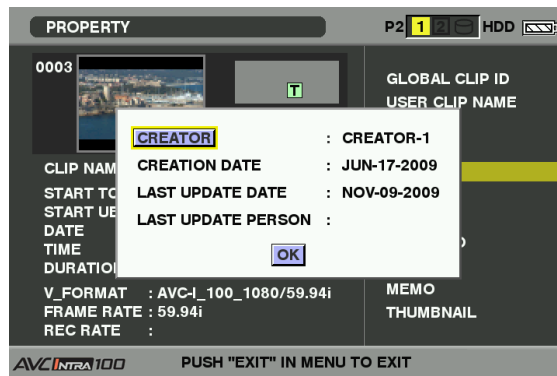 PROPERTY
P2 1 2 HDD
0003
T
GLOBAL CLIP ID
USER CLIP NAME
CREATOR : CREATOR-1
CREATION DATE : JUN-17-2009
LAST UPDATE DATE : NOV-09-2009
LAST UPDATE PERSON :
OK
CLIP NAM
START TC
START UB
DATE
TIME
DURATIO
V_FORMAT : AVC-I_100_1080/59.94i
FRAME RATE : 59.94i
REC RATE :
MEMO
THUMBNAIL
AVC INTRA 100
PUSH "EXIT" IN MENU TO EXIT